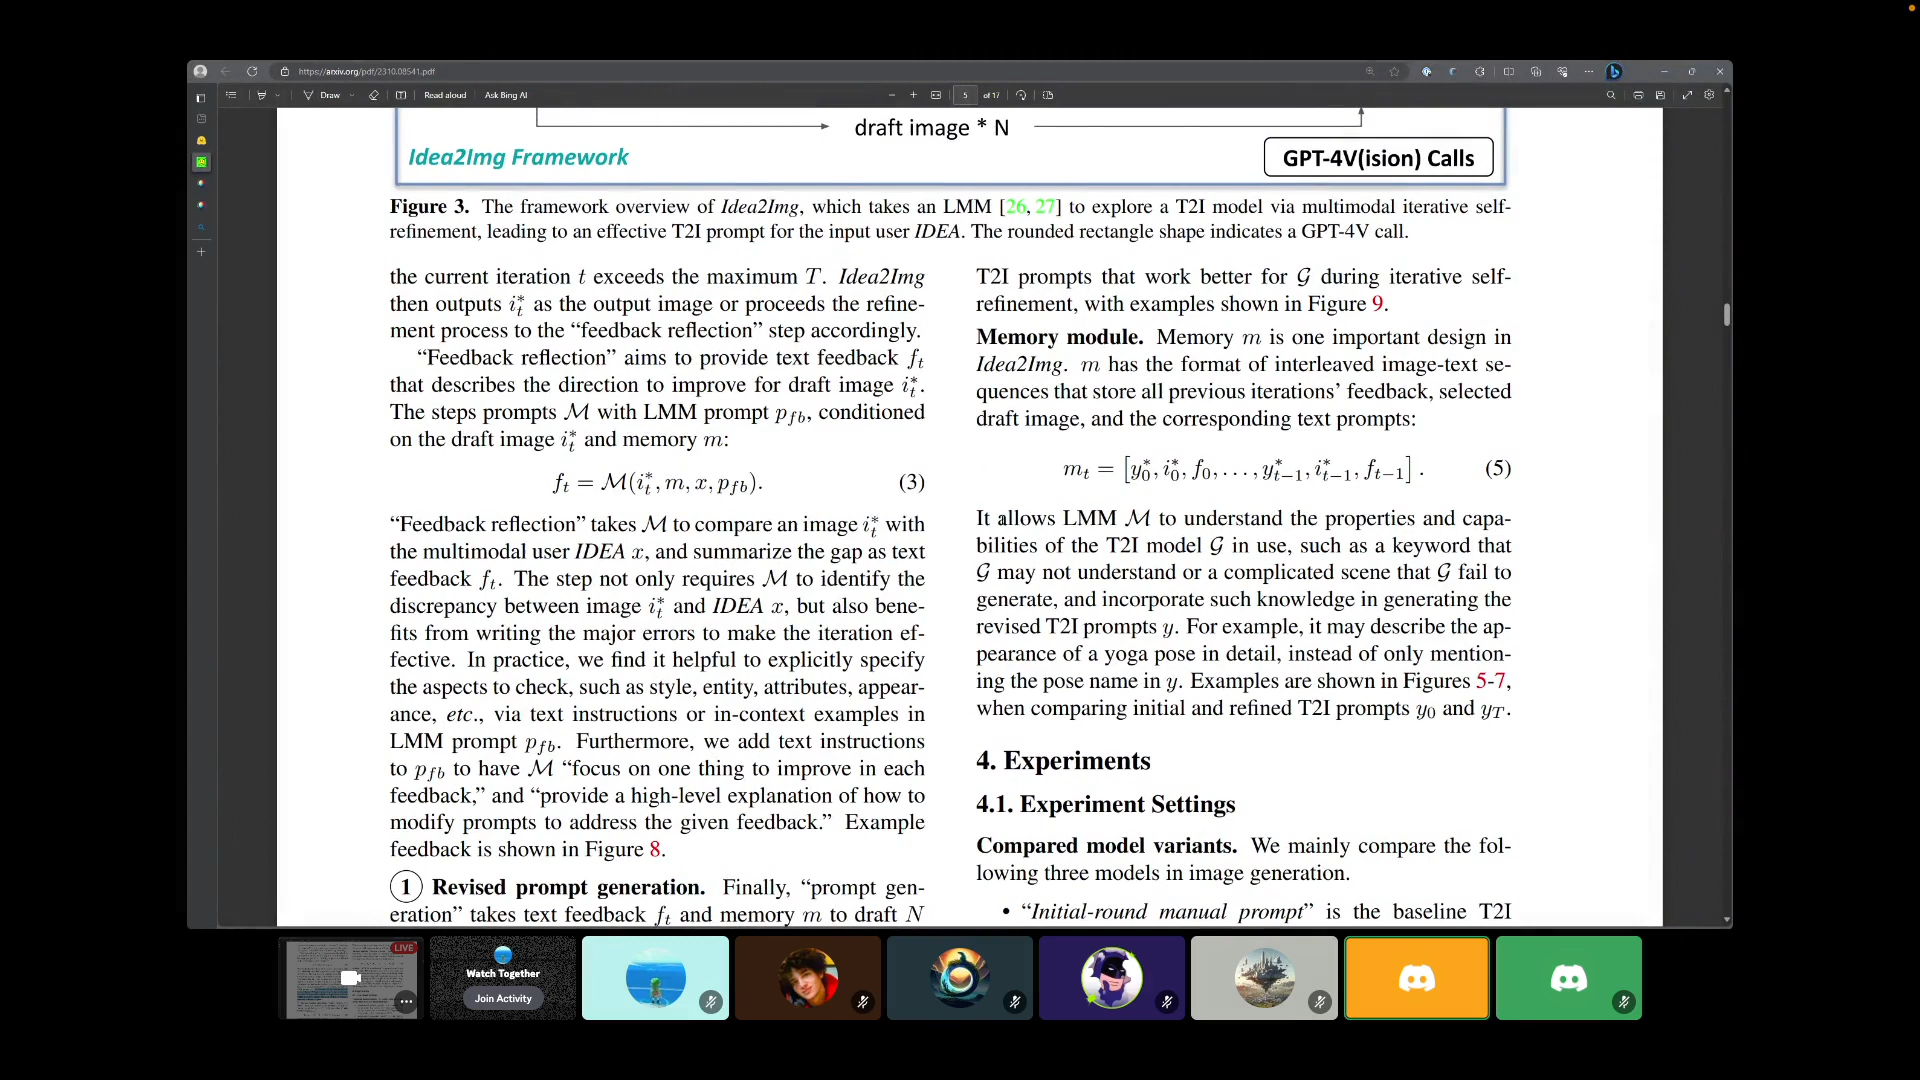 https://arxiv.org/pdf/2310.08541.pdf
Draw
Read aloud
Ask Bing AI
5
of 17
draft image * N
Idea2Img Framework
GPT-4V(ision) Calls
Figure 3. The framework overview of Idea2Img, which takes an LMM [26, 27] to explore a T2I model via multimodal iterative self-
refinement, leading to an effective T2I prompt for the input user IDEA. The rounded rectangle shape indicates a GPT-4V call.
the current iteration t exceeds the maximum T. Idea2Img
then outputs i*_t as the output image or proceeds the refine-
ment process to the “feedback reflection” step accordingly.
“Feedback reflection” aims to provide text feedback f_t
that describes the direction to improve for draft image i*_t.
The steps prompts M with LMM prompt p_fb, conditioned
on the draft image i*_t and memory m:
f_t = M(i*_t, m, x, p_fb). (3)
“Feedback reflection” takes M to compare an image i*_t with
the multimodal user IDEA x, and summarize the gap as text
feedback f_t. The step not only requires M to identify the
discrepancy between image i*_t and IDEA x, but also bene-
fits from writing the major errors to make the iteration ef-
fective. In practice, we find it helpful to explicitly specify
the aspects to check, such as style, entity, attributes, appear-
ance, etc., via text instructions or in-context examples in
LMM prompt p_fb. Furthermore, we add text instructions
to p_fb to have M “focus on one thing to improve in each
feedback,” and “provide a high-level explanation of how to
modify prompts to address the given feedback.” Example
feedback is shown in Figure 8.
1 Revised prompt generation. Finally, “prompt gen-
eration” takes text feedback f_t and memory m to draft N
T2I prompts that work better for G during iterative self-
refinement, with examples shown in Figure 9.
Memory module. Memory m is one important design in
Idea2Img. m has the format of interleaved image-text se-
quences that store all previous iterations’ feedback, selected
draft image, and the corresponding text prompts:
m_t = [y*_0, i*_0, f_0, . . . , y*_t−1, i*_t−1, f_t−1] . (5)
It allows LMM M to understand the properties and capa-
bilities of the T2I model G in use, such as a keyword that
G may not understand or a complicated scene that G fail to
generate, and incorporate such knowledge in generating the
revised T2I prompts y. For example, it may describe the ap-
pearance of a yoga pose in detail, instead of only mention-
ing the pose name in y. Examples are shown in Figures 5-7,
when comparing initial and refined T2I prompts y_0 and y_T.
4. Experiments
4.1. Experiment Settings
Compared model variants. We mainly compare the fol-
lowing three models in image generation.
• “Initial-round manual prompt” is the baseline T2I
LIVE
Watch Together
Join Activity